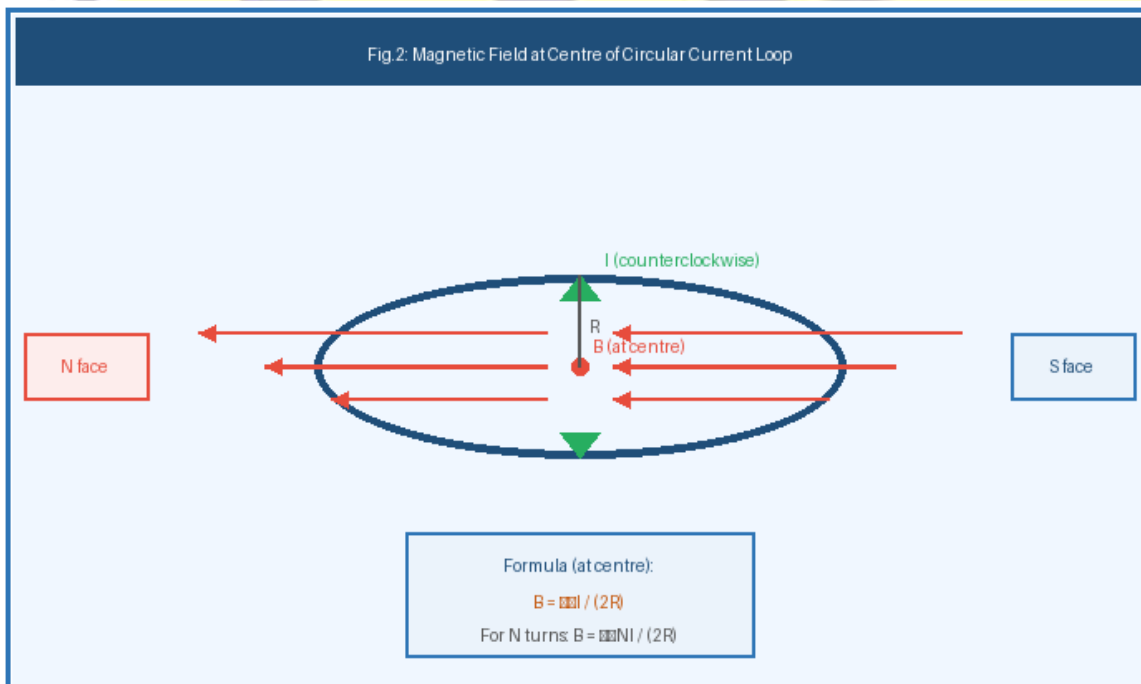 Fig.2: Magnetic Field at Centre of Circular Current Loop
I (counterclockwise)
R
B (at centre)
N face
S face
Formula (at centre):
B = □□I / (2R)
For N turns: B = □□NI / (2R)